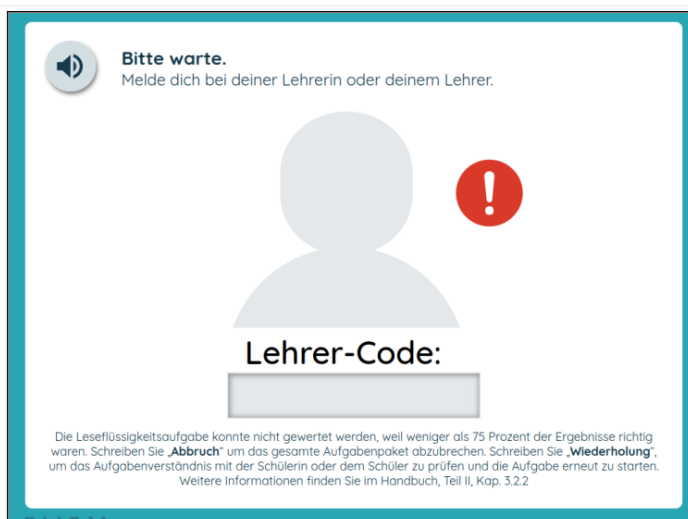 Bitte warte.
Melde dich bei deiner Lehrerin oder deinem Lehrer.
Lehrer-Code:
Die Leseflüssigkeitsaufgabe konnte nicht gewertet werden, weil weniger als 75 Prozent der Ergebnisse richtig
waren. Schreiben Sie „Abbruch“ um das gesamte Aufgabenpaket abzubrechen. Schreiben Sie „Wiederholung“,
um das Aufgabenverständnis mit der Schülerin oder dem Schüler zu prüfen und die Aufgabe erneut zu starten.
Weitere Informationen finden Sie im Handbuch, Teil II, Kap. 3.2.2